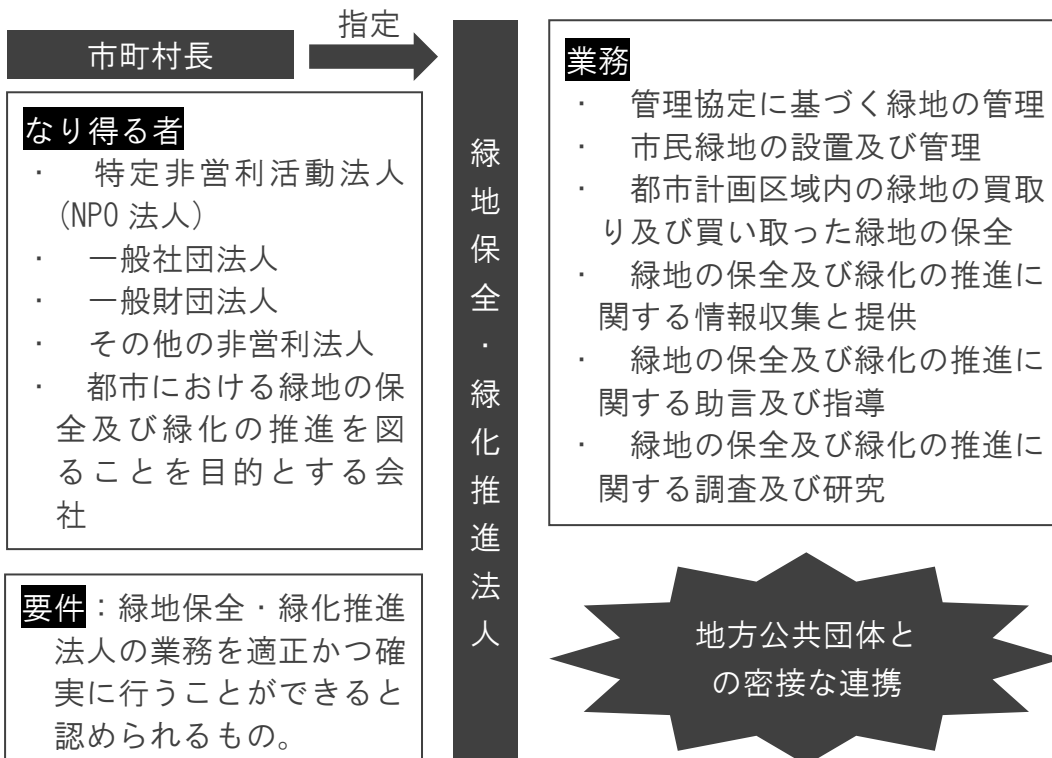 指定
市町村長
なり得る者
・ 特定非営利活動法人
(NPO法人)
・ 一般社団法人
・ 一般財団法人
・ その他の非営利法人
・ 都市における緑地の保
全及び緑化の推進を図
ることを目的とする会
社
要件：緑地保全・緑化推進
法人の業務を適正かつ確
実に行うことができると
認められるもの。
緑地保全・緑化推進法人
業務
・ 管理協定に基づく緑地の管理
・ 市民緑地の設置及び管理
・ 都市計画区域内の緑地の買取
り及び買い取った緑地の保全
・ 緑地の保全及び緑化の推進に
関する情報収集と提供
・ 緑地の保全及び緑化の推進に
関する助言及び指導
・ 緑地の保全及び緑化の推進に
関する調査及び研究
地方公共団体と
の密接な連携